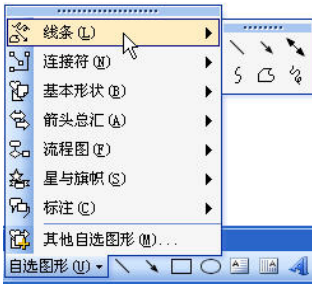 线条(L)
连接符(N)
基本形状(B)
箭头总汇(A)
流程图(F)
星与旗帜(S)
标注(C)
其他自选图形(M)...
自选图形(U)